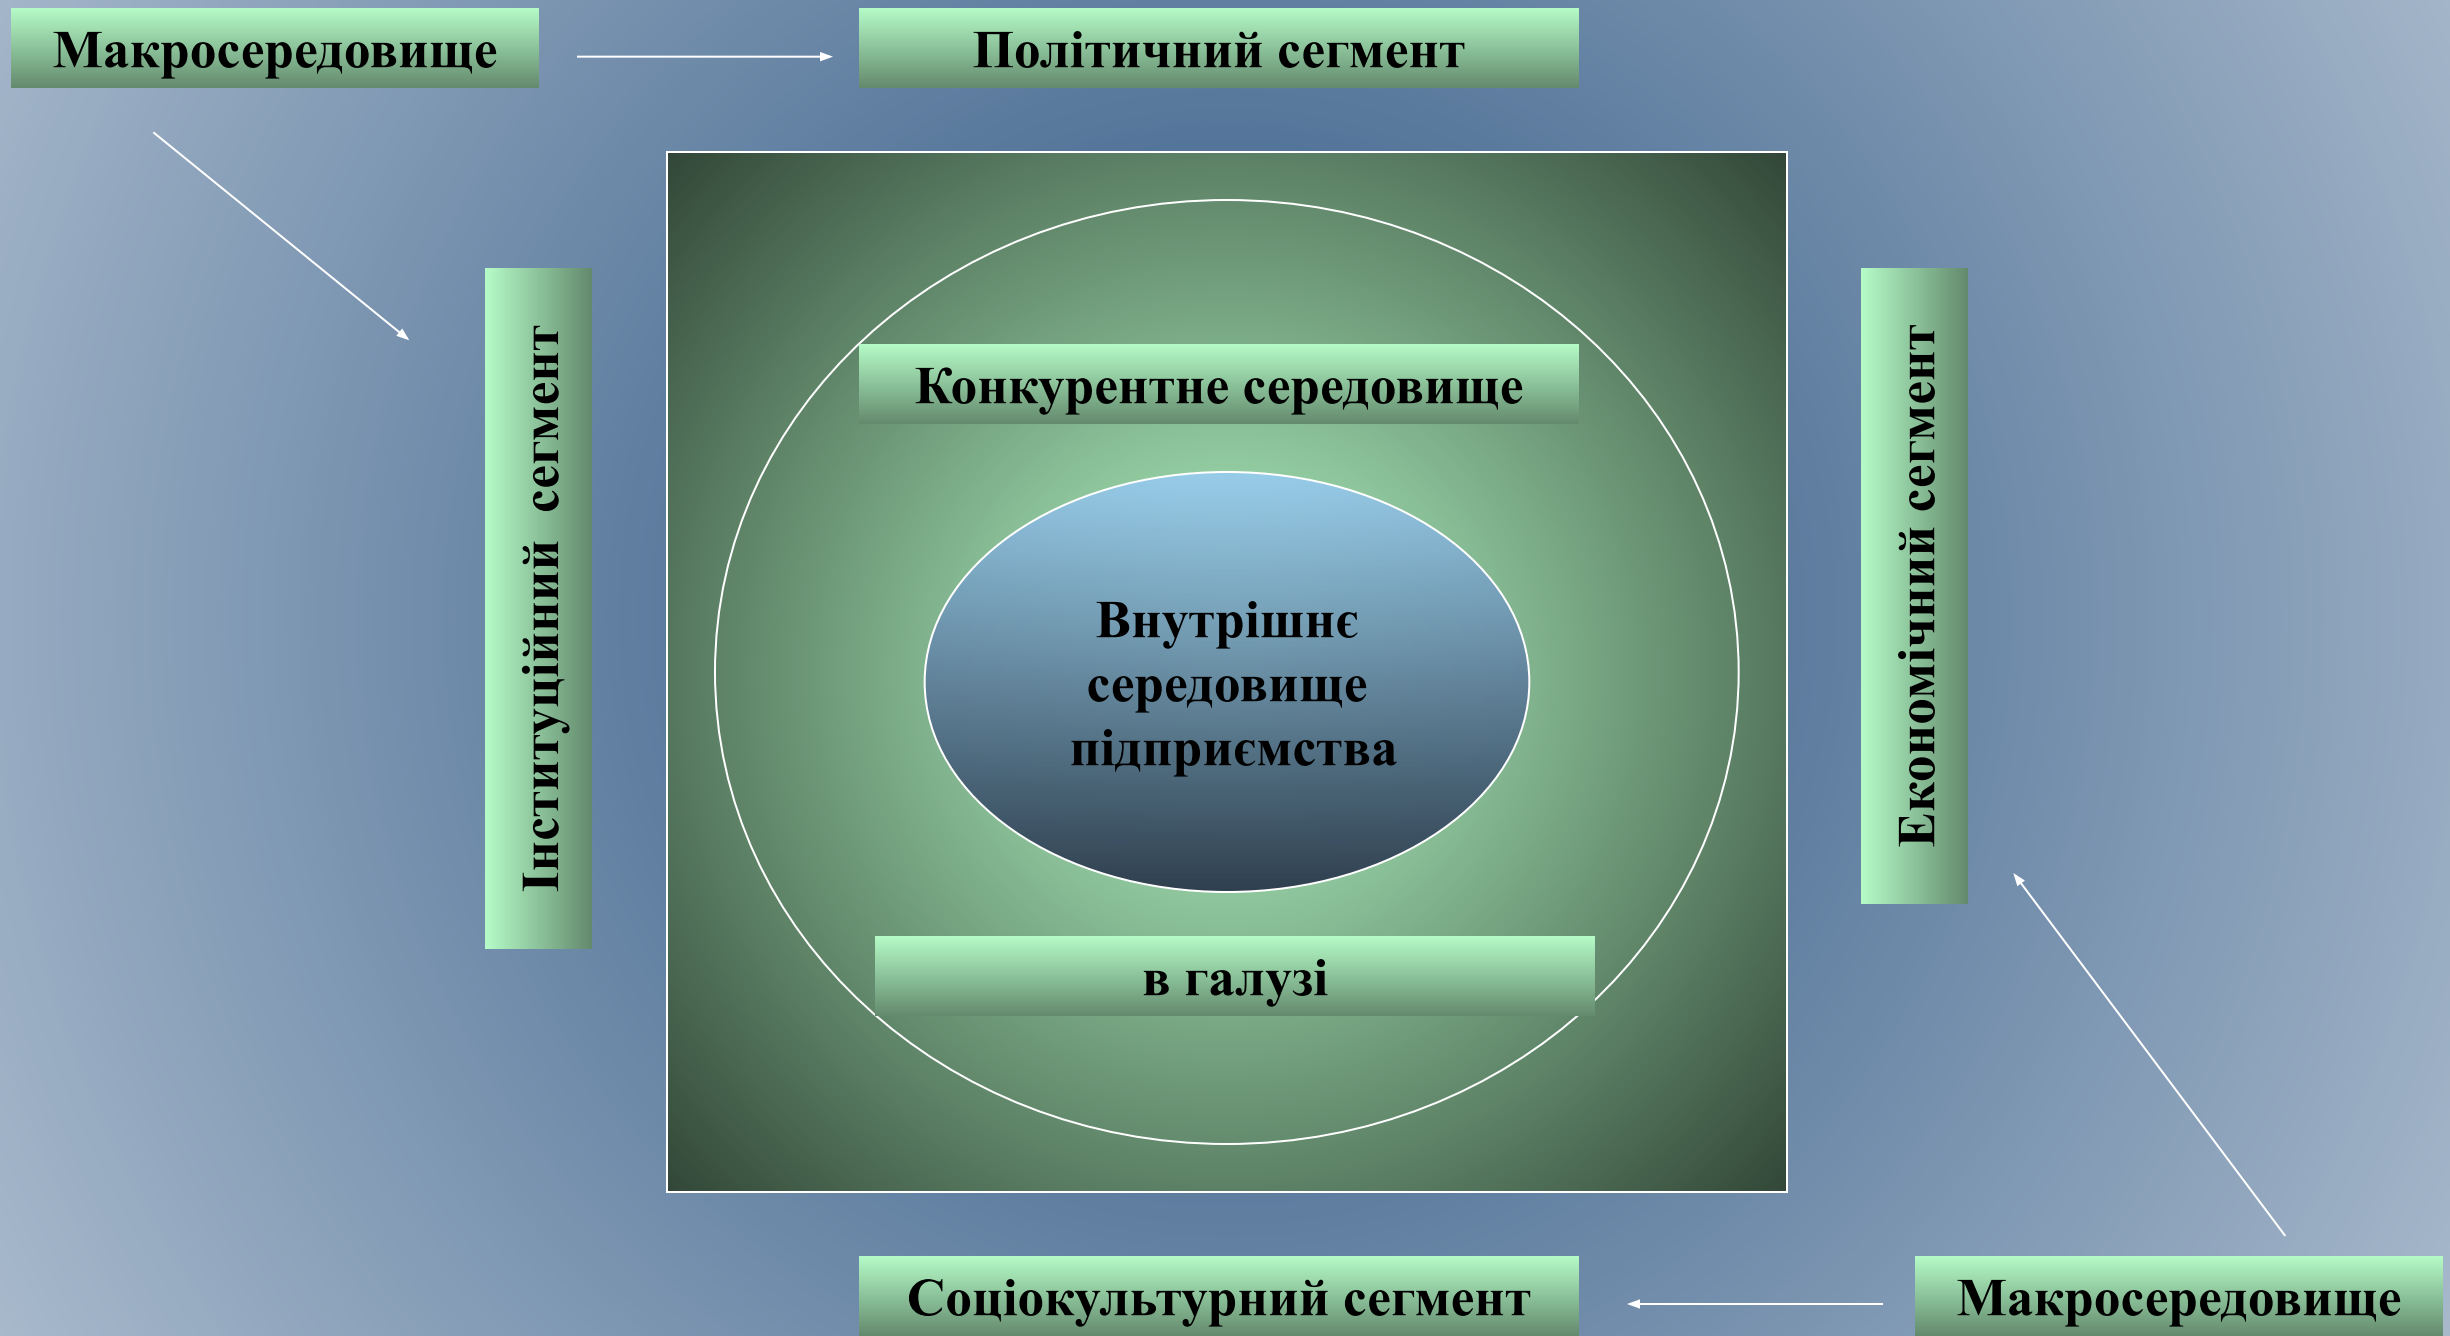 Макросередовище
Політичний сегмент
Інституційний сегмент
Конкурентне середовище
Внутрішнє
середовище
підприємства
в галузі
Економічний сегмент
Соціокультурний сегмент
Макросередовище